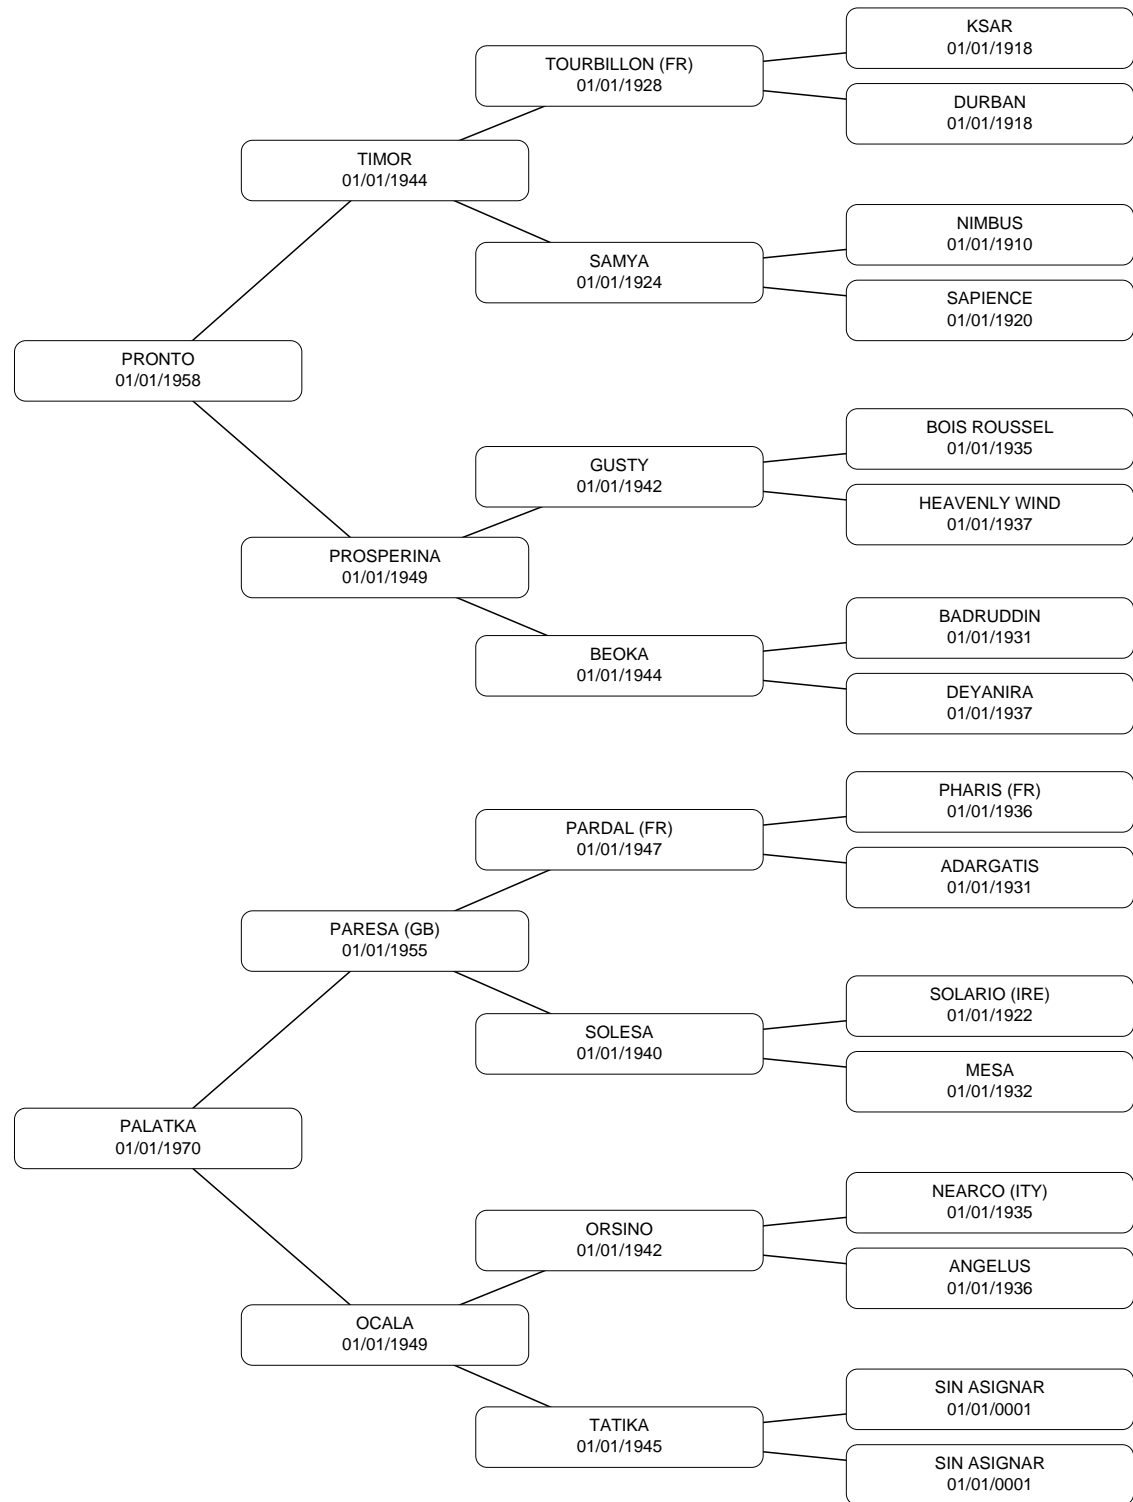 KSAR
01/01/1918
TOURBILLON (FR)
01/01/1928
DURBAN
01/01/1918
TIMOR
01/01/1944
NIMBUS
01/01/1910
SAMYA
01/01/1924
SAPIENCE
01/01/1920
PRONTO
01/01/1958
BOIS ROUSSEL
01/01/1935
GUSTY
01/01/1942
HEAVENLY WIND
01/01/1937
PROSPERINA
01/01/1949
BADRUDDIN
01/01/1931
BEOKA
01/01/1944
DEYANIRA
01/01/1937
PHARIS (FR)
01/01/1936
PARDAL (FR)
01/01/1947
ADARGATIS
01/01/1931
PARESA (GB)
01/01/1955
SOLARIO (IRE)
01/01/1922
SOLESA
01/01/1940
MESA
01/01/1932
PALATKA
01/01/1970
NEARCO (ITY)
01/01/1935
ORSINO
01/01/1942
ANGELUS
01/01/1936
OCALA
01/01/1949
SIN ASIGNAR
01/01/0001
TATIKA
01/01/1945
SIN ASIGNAR
01/01/0001